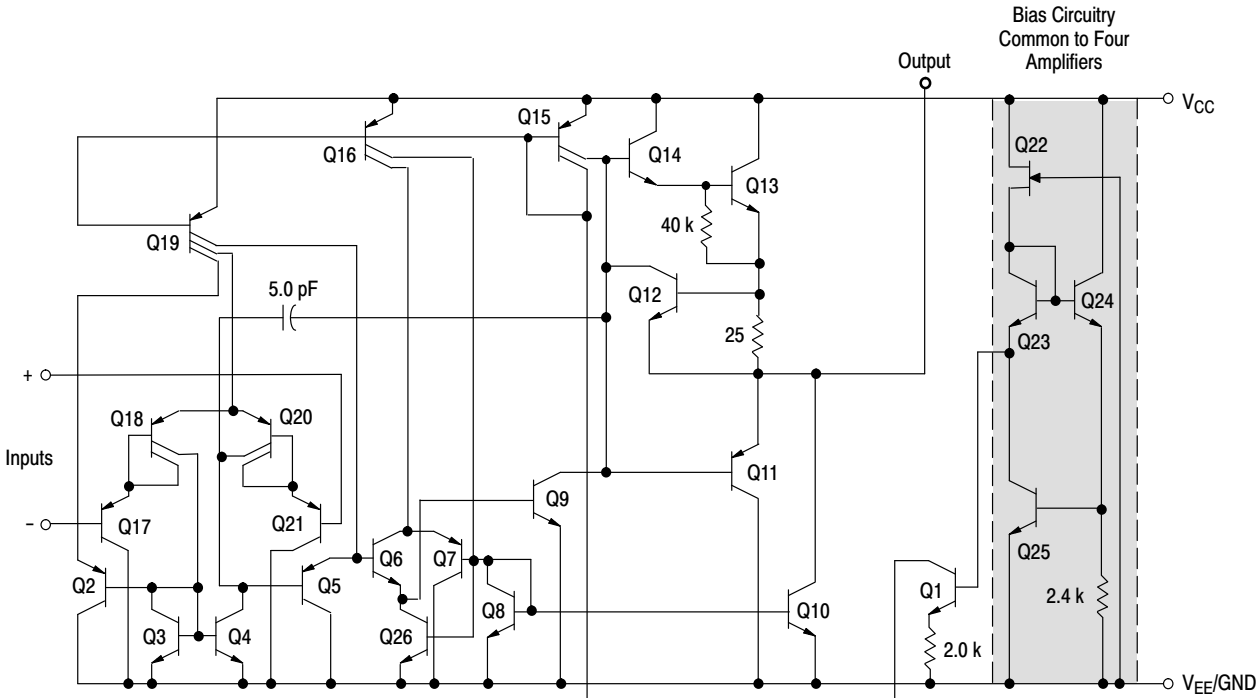 Bias Circuitry
Common to Four
Amplifiers
Output
V_CC
Q15
Q16
Q14
Q22
Q13
40 k
Q19
5.0 pF
Q12
Q24
25
Q23
+
Q18
Q20
Inputs
Q11
Q9
-
Q17
Q21
Q25
Q2
Q5
Q6
Q7
Q1
Q8
Q10
2.4 k
Q3
Q4
Q26
2.0 k
V_EE/GND